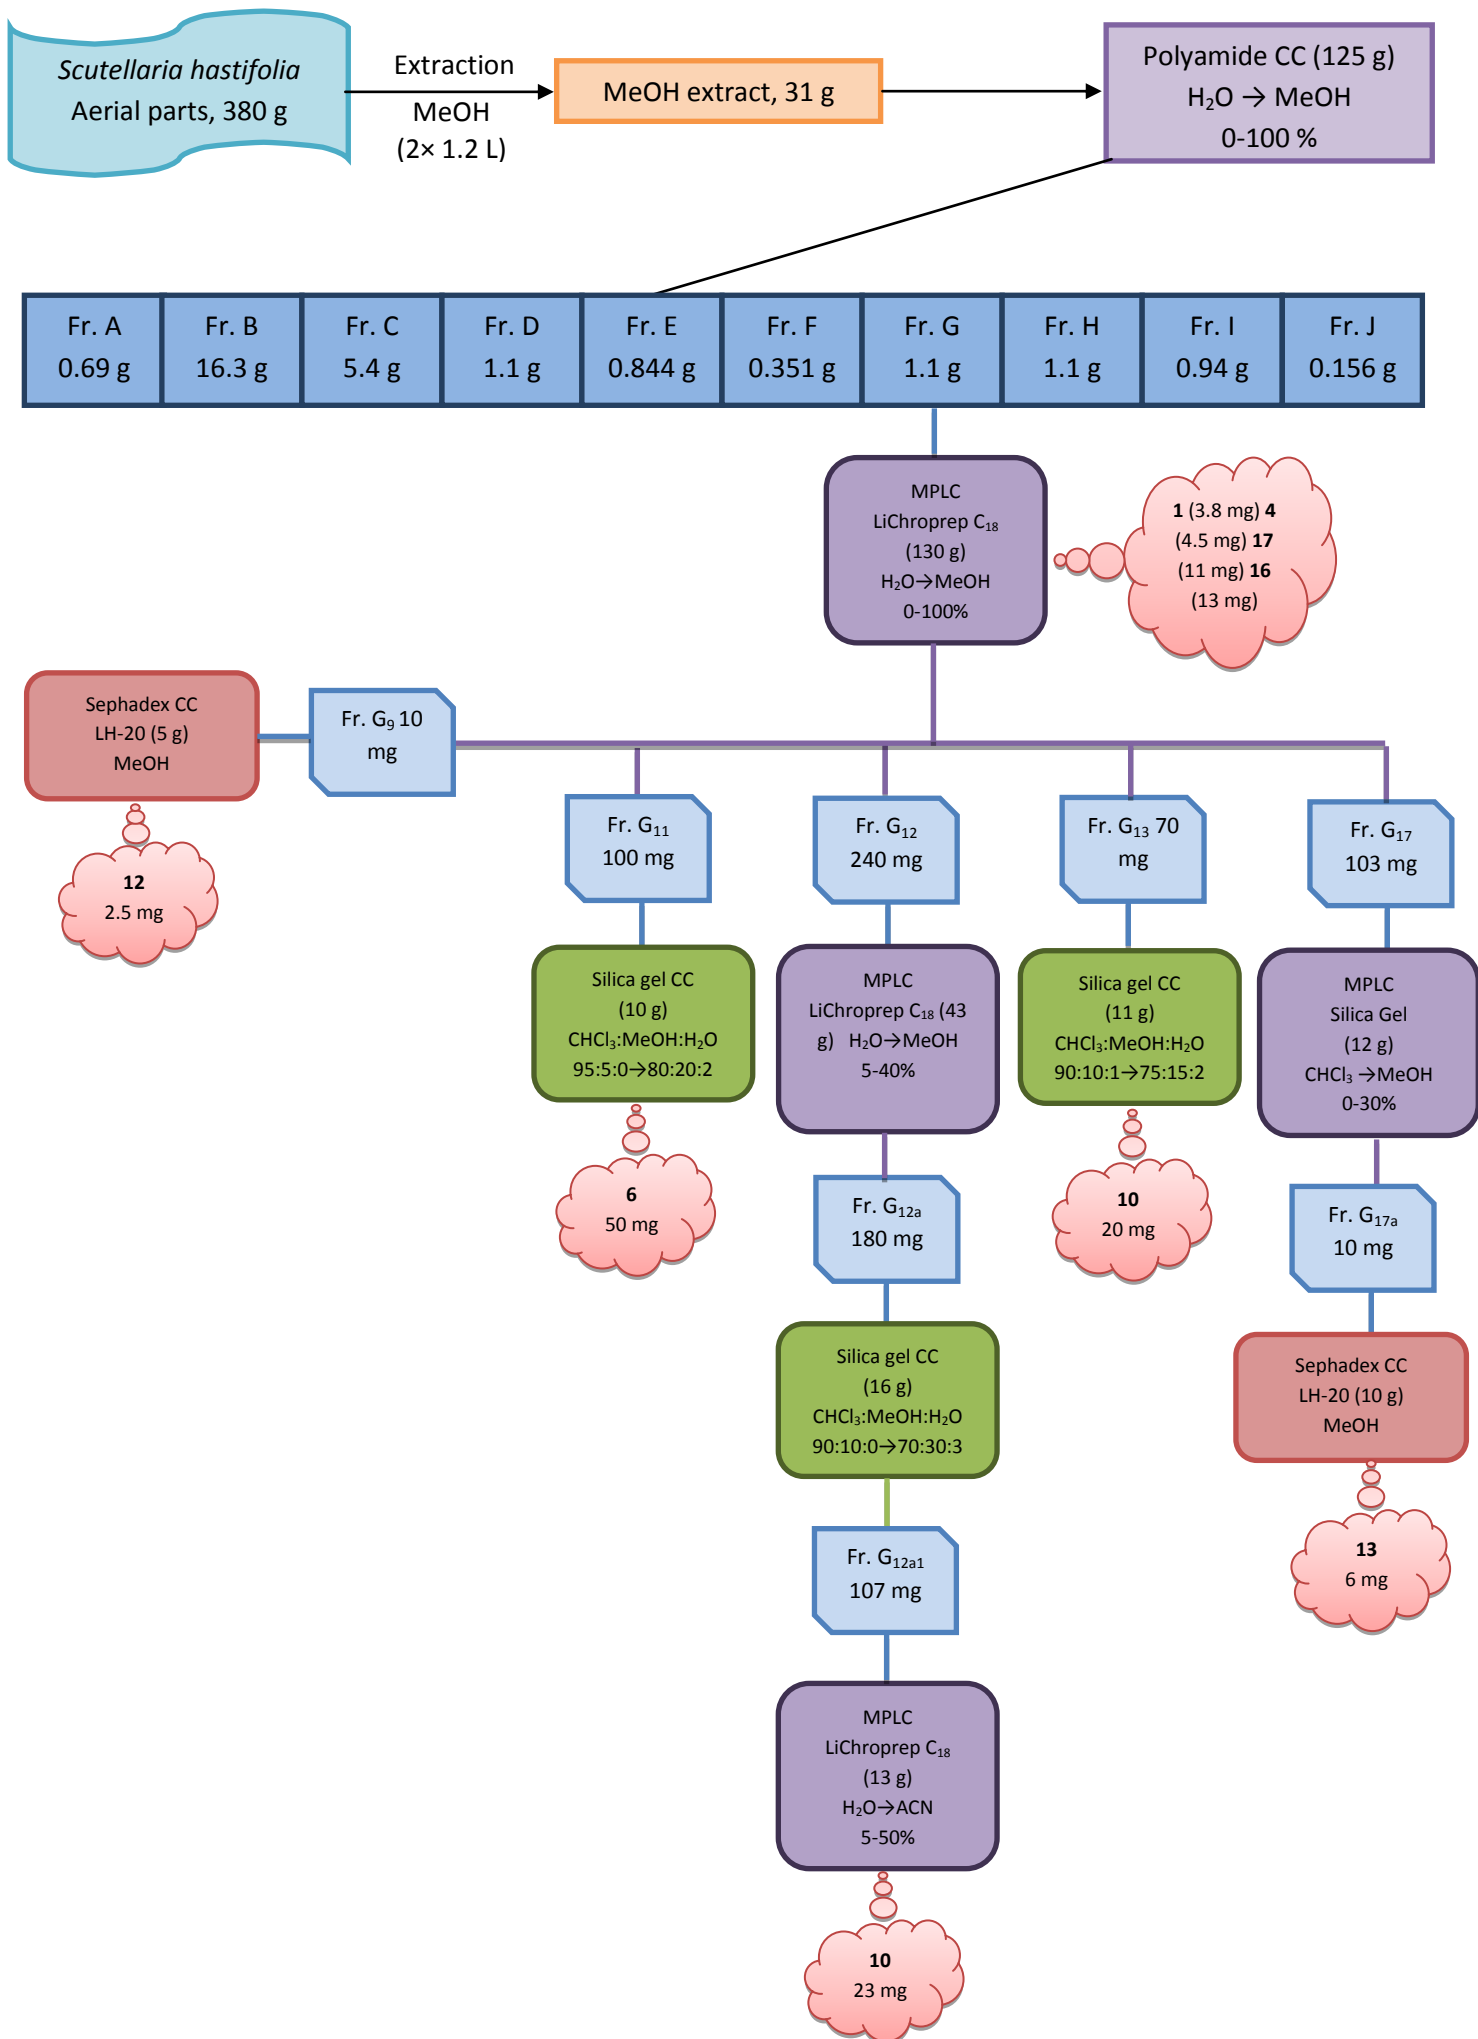 Scutellaria hastifolia
Aerial parts, 380 g
Extraction
MeOH
(2× 1.2 L)
MeOH extract, 31 g
Polyamide CC (125 g)
H₂O → MeOH
0-100 %
Fr. A
0.69 g
Fr. B
16.3 g
Fr. C
5.4 g
Fr. D
1.1 g
Fr. E
0.844 g
Fr. F
0.351 g
Fr. G
1.1 g
Fr. H
1.1 g
Fr. I
0.94 g
Fr. J
0.156 g
MPLC
LiChroprep C₁₈
(130 g)
H₂O→MeOH
0-100%
1 (3.8 mg) 4
(4.5 mg) 17
(11 mg) 16
(13 mg)
Sephadex CC
LH-20 (5 g)
MeOH
Fr. G₉ 10
mg
12
2.5 mg
Fr. G₁₁
100 mg
Fr. G₁₂
240 mg
Fr. G₁₃ 70
mg
Fr. G₁₇
103 mg
Silica gel CC
(10 g)
CHCl₃:MeOH:H₂O
95:5:0→80:20:2
MPLC
LiChroprep C₁₈ (43
g) H₂O→MeOH
5-40%
Silica gel CC
(11 g)
CHCl₃:MeOH:H₂O
90:10:1→75:15:2
MPLC
Silica Gel
(12 g)
CHCl₃ →MeOH
0-30%
6
50 mg
Fr. G₁₂ₐ
180 mg
10
20 mg
Fr. G₁₇ₐ
10 mg
Silica gel CC
(16 g)
CHCl₃:MeOH:H₂O
90:10:0→70:30:3
Sephadex CC
LH-20 (10 g)
MeOH
Fr. G₁₂ₐ₁
107 mg
13
6 mg
MPLC
LiChroprep C₁₈
(13 g)
H₂O→ACN
5-50%
10
23 mg